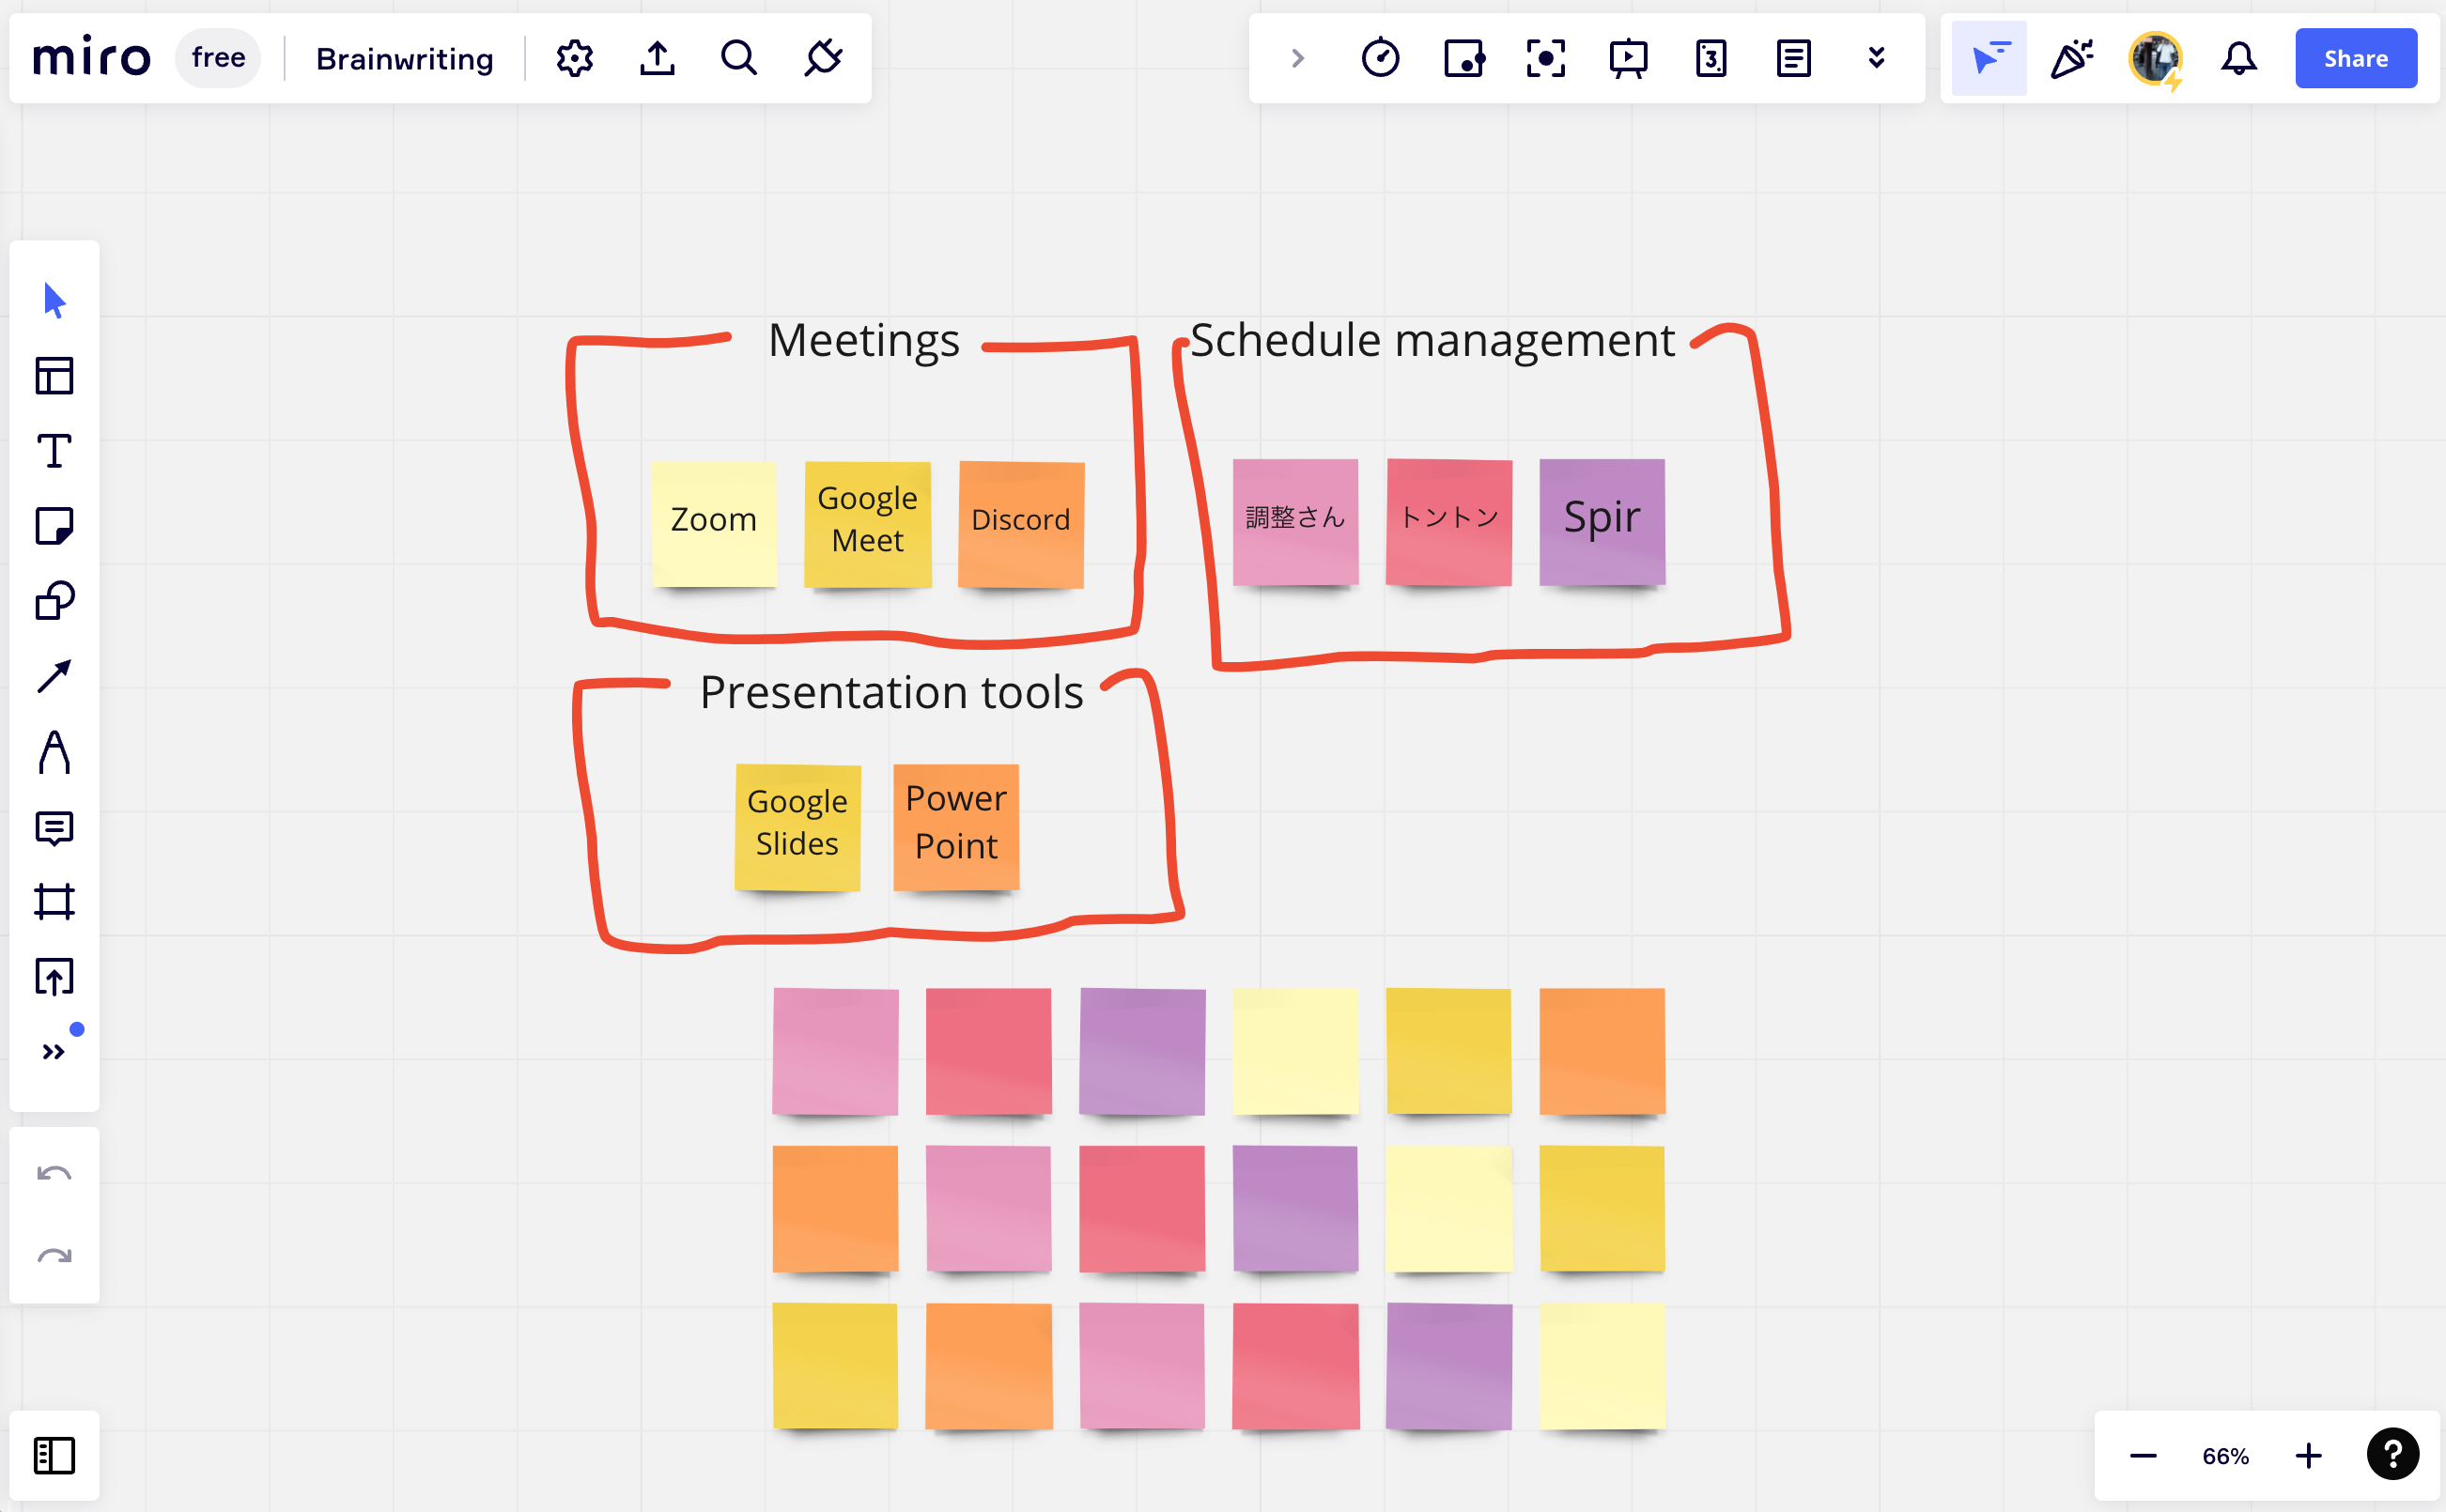 miro free Brainwriting
3
Share
Meetings
Schedule management
Zoom
Google
Meet
Discord
調整さん
トントン
Spir
Presentation tools
Google
Slides
Power
Point
66%
?